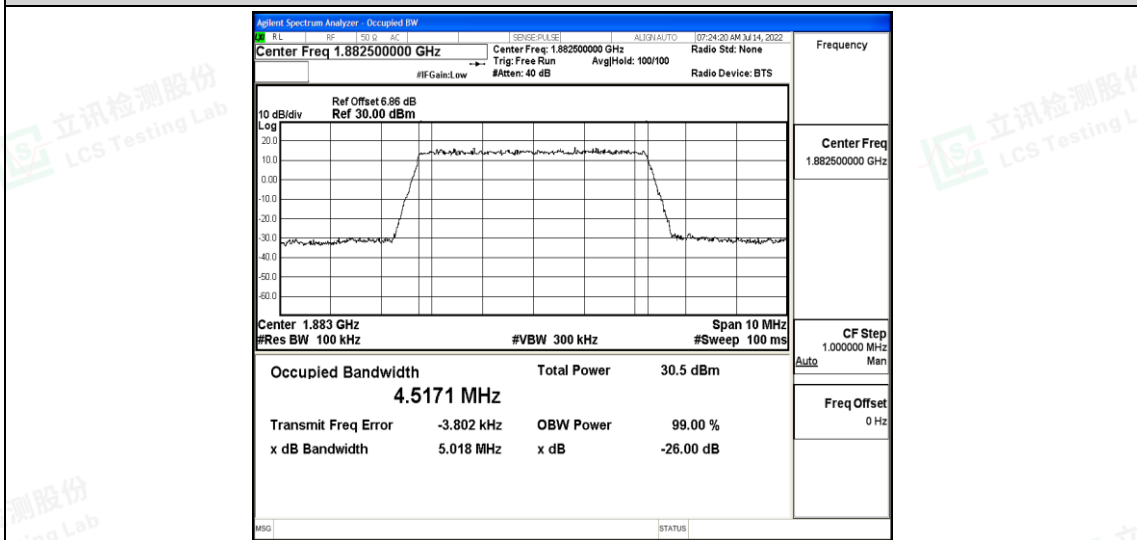 Agilent Spectrum Analyzer - Occupied BW
RL RF 50 Ω AC SENSE:PULSE ALIGNAUTO 07:24:20 AM Jul 14, 2022
Center Freq 1.882500000 GHz
Center Freq: 1.882500000 GHz
Radio Std: None
Trig: Free Run Avg|Hold: 100/100
#IFGain:Low
#Atten: 40 dB
Radio Device: BTS
Frequency
Ref Offset 6.86 dB
10 dB/div Ref 30.00 dBm
Log
20.0
10.0
0.00
-10.0
-20.0
-30.0
-40.0
-50.0
-60.0
Center 1.883 GHz Span 10 MHz
#Res BW 100 kHz #VBW 300 kHz #Sweep 100 ms
Center Freq
1.882500000 GHz
CF Step
1.000000 MHz
Auto Man
Freq Offset
0 Hz
Occupied Bandwidth Total Power 30.5 dBm
4.5171 MHz
Transmit Freq Error -3.802 kHz OBW Power 99.00 %
x dB Bandwidth 5.018 MHz x dB -26.00 dB
MSG STATUS
立讯检测股份
LCS Testing Lab
立讯检测股份
LCS Testing L
测股份
ing Lab